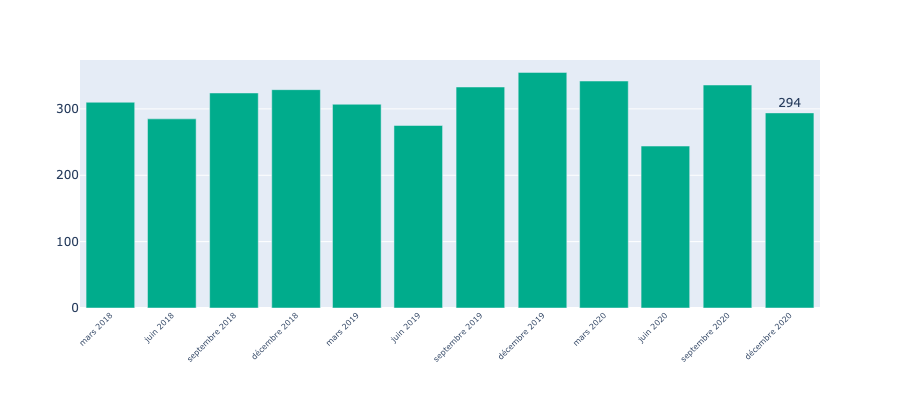 300
200
100
0
294
mars 2018
juin 2018
septembre 2018
décembre 2018
mars 2019
juin 2019
septembre 2019
décembre 2019
mars 2020
juin 2020
septembre 2020
décembre 2020